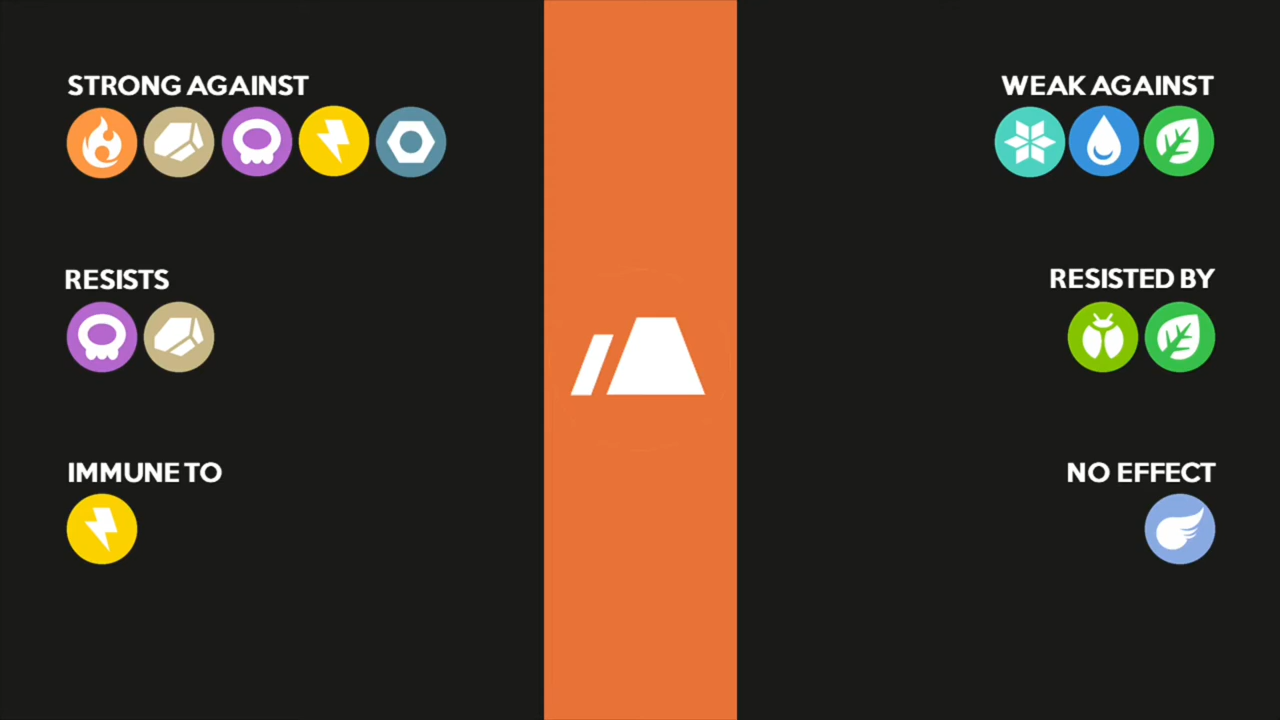 STRONG AGAINST
WEAK AGAINST
RESISTS
RESISTED BY
IMMUNE TO
NO EFFECT